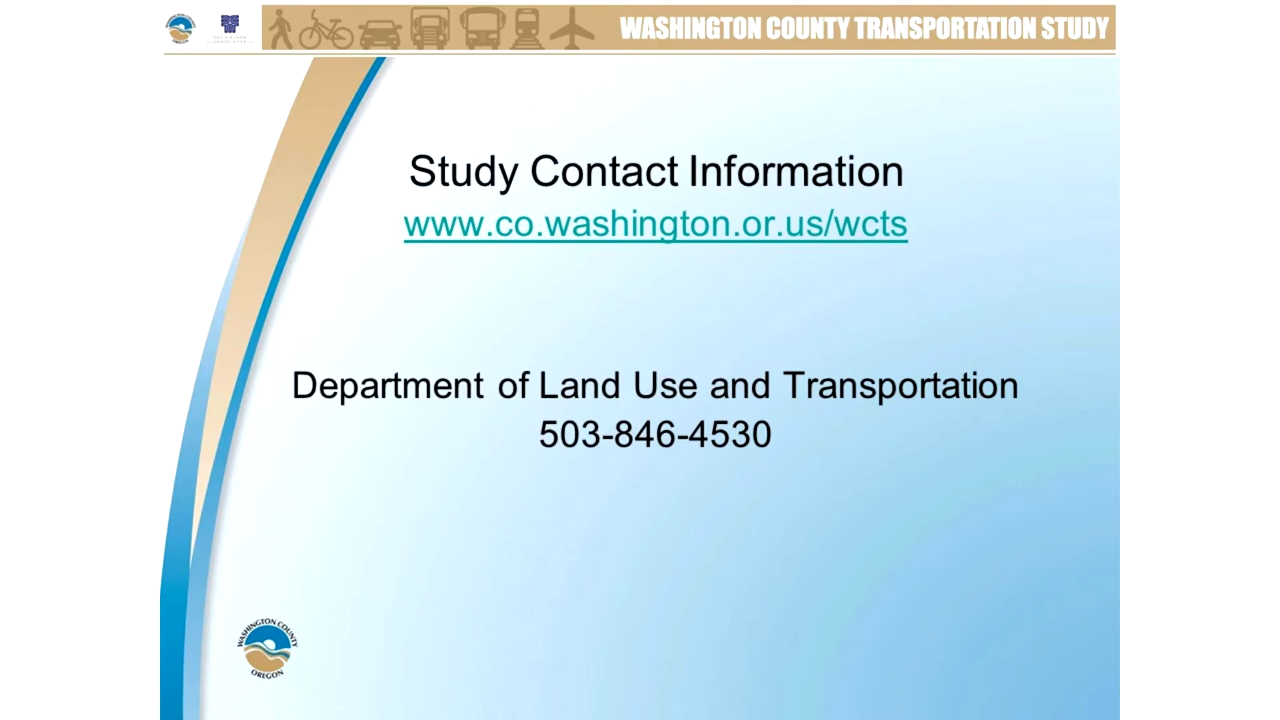 WASHINGTON COUNTY TRANSPORTATION STUDY
Study Contact Information
www.co.washington.or.us/wcts
Department of Land Use and Transportation
503-846-4530
WASHINGTON COUNTY
OREGON